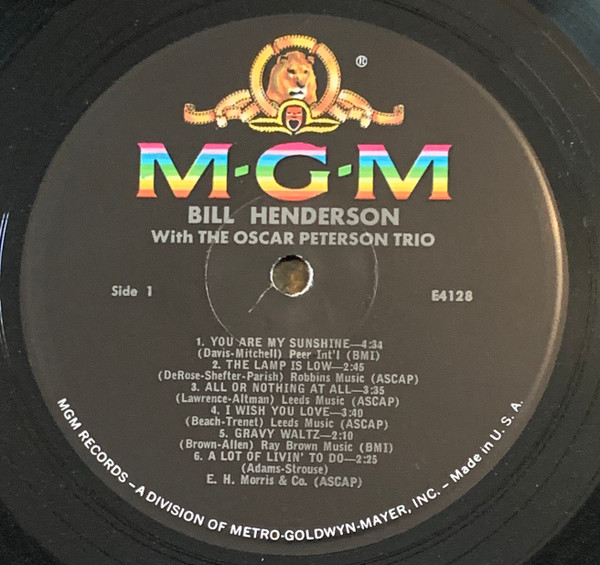 ®
M·G·M
BILL HENDERSON
With THE OSCAR PETERSON TRIO
Side 1
E4128
1. YOU ARE MY SUNSHINE—4:34
(Davis-Mitchell) Peer Int'l (BMI)
2. THE LAMP IS LOW—2:45
(DeRose-Shefter-Parish) Robbins Music (ASCAP)
3. ALL OR NOTHING AT ALL—3:35
(Lawrence-Altman) Leeds Music (ASCAP)
4. I WISH YOU LOVE—3:40
(Beach-Trenet) Leeds Music (ASCAP)
5. GRAVY WALTZ—2:10
(Brown-Allen) Ray Brown Music (BMI)
6. A LOT OF LIVIN' TO DO—2:25
(Adams-Strouse)
E. H. Morris & Co. (ASCAP)
MGM RECORDS – A DIVISION OF METRO-GOLDWYN-MAYER, INC. – Made in U. S. A.